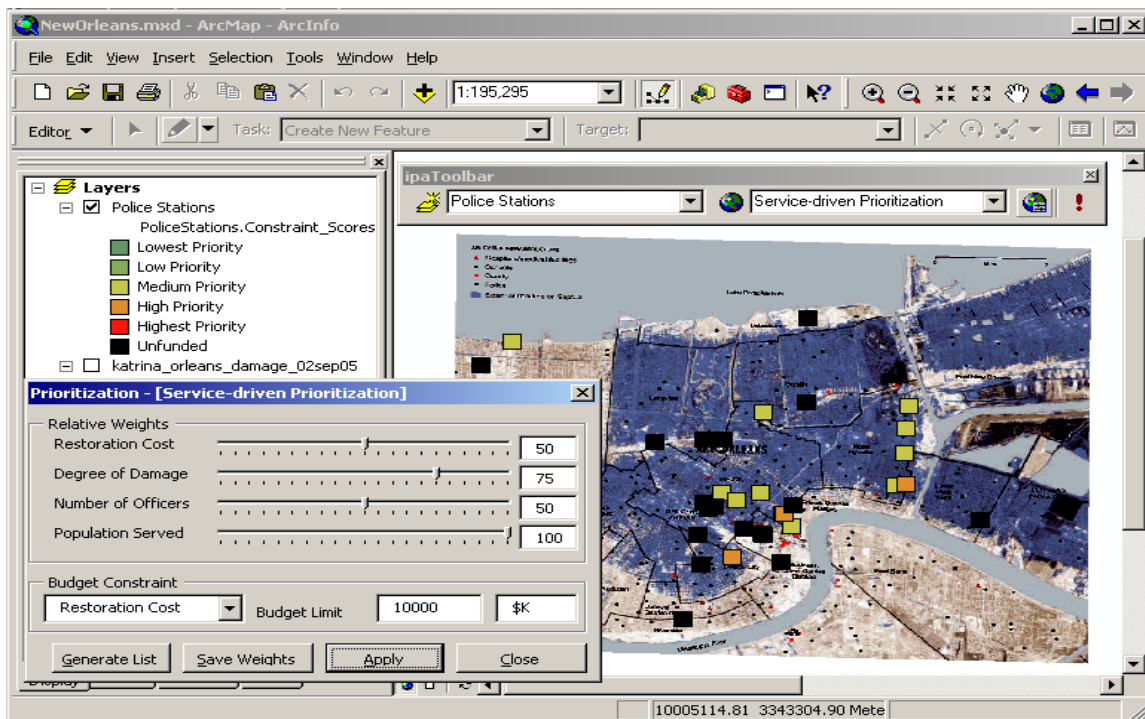 NewOrleans.mxd - ArcMap - ArcInfo
File Edit View Insert Selection Tools Window Help
1:195,295
Editor Task: Create New Feature Target:
Layers
Police Stations
PoliceStations.Constraint_Scores
Lowest Priority
Low Priority
Medium Priority
High Priority
Highest Priority
Unfunded
katrina_orleans_damage_02sep05
ipaToolbar
Police Stations Service-driven Prioritization
Prioritization - [Service-driven Prioritization]
Relative Weights
Restoration Cost 50
Degree of Damage 75
Number of Officers 50
Population Served 100
Budget Constraint
Restoration Cost Budget Limit 10000 $K
Generate List Save Weights Apply Close
Display
10005114.81 3343304.90 Mete